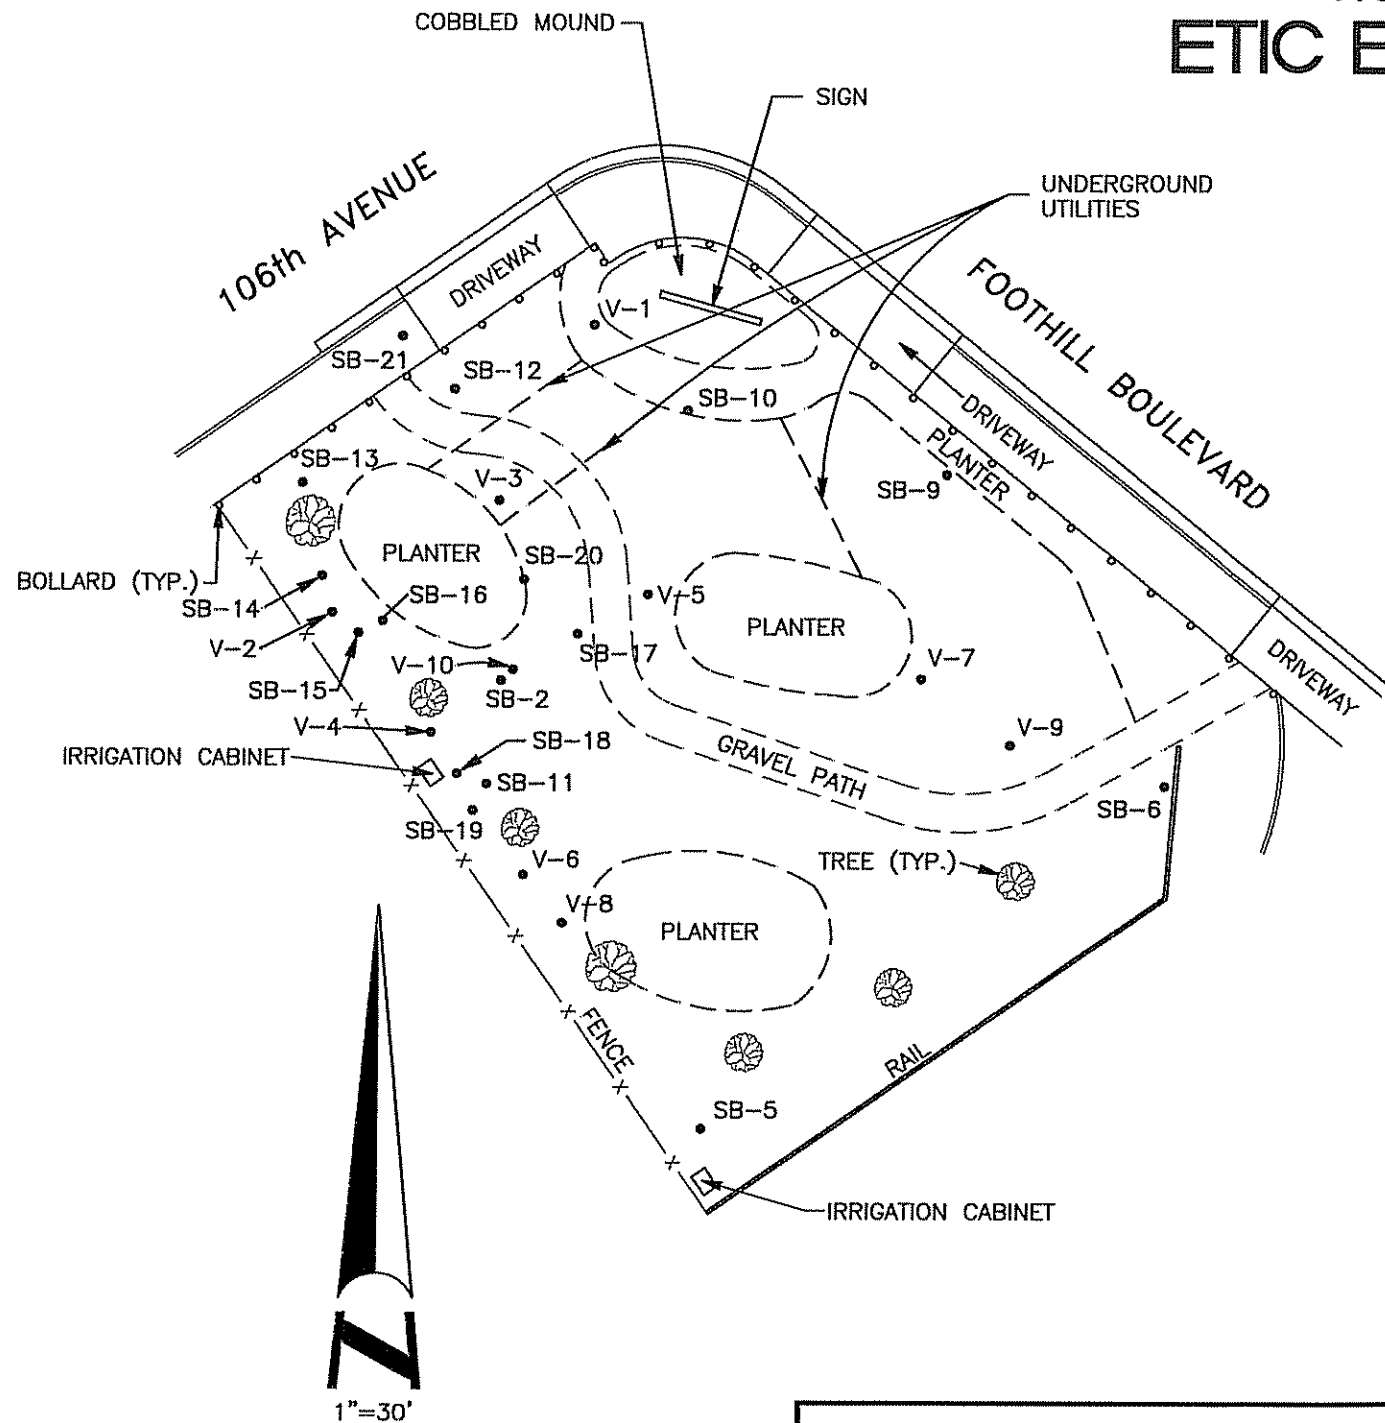 ETIC E
COBBLED MOUND
SIGN
UNDERGROUND
UTILITIES
106th AVENUE
DRIVEWAY
FOOTHILL BOULEVARD
V-1
SB-21
SB-12
SB-10
DRIVEWAY
PLANTER
SB-13
V-3
SB-9
PLANTER
SB-20
BOLLARD (TYP.)
SB-14
SB-16
V-5
PLANTER
V-2
SB-17
V-10
DRIVEWAY
SB-15
SB-2
V-7
V-4
SB-18
V-9
IRRIGATION CABINET
GRAVEL PATH
SB-11
SB-19
SB-6
V-6
TREE (TYP.)
V-8
PLANTER
FENCE
RAIL
SB-5
IRRIGATION CABINET
N
1"=30'